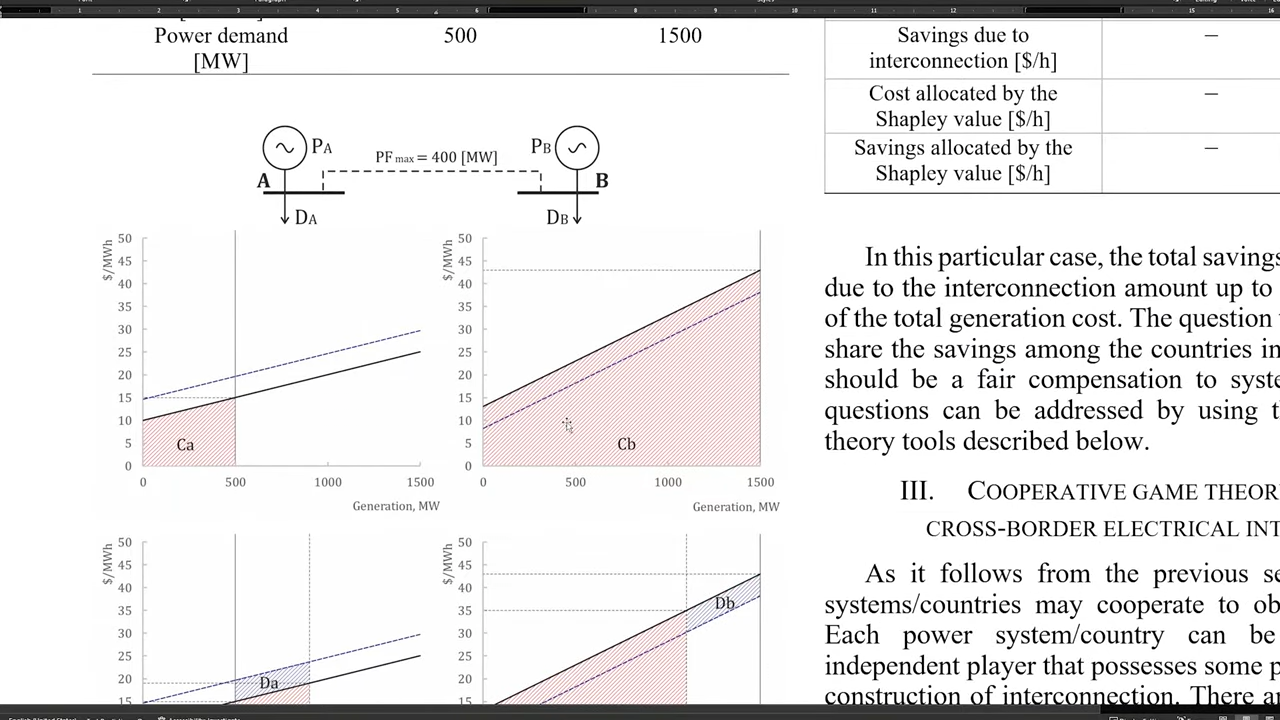 Power demand 500 1500
[MW]
PA PFmax = 400 [MW] PB
A B
DA DB
$/MWh
50
45
40
35
30
25
20
15
10
5
0
Ca
0 500 1000 1500
Generation, MW
$/MWh
50
45
40
35
30
25
20
15
10
5
0
Cb
0 500 1000 1500
Generation, MW
$/MWh
50
45
40
35
30
25
20
15
Da
$/MWh
50
45
40
35
30
25
20
15
Db
Savings due to –
interconnection [$/h]
Cost allocated by the –
Shapley value [$/h]
Savings allocated by the –
Shapley value [$/h]
In this particular case, the total savings
due to the interconnection amount up to
of the total generation cost. The question
share the savings among the countries in
should be a fair compensation to syste
questions can be addressed by using t
theory tools described below.
III. COOPERATIVE GAME THEOR
CROSS-BORDER ELECTRICAL INT
As it follows from the previous se
systems/countries may cooperate to ob
Each power system/country can be
independent player that possesses some p
construction of interconnection. There a